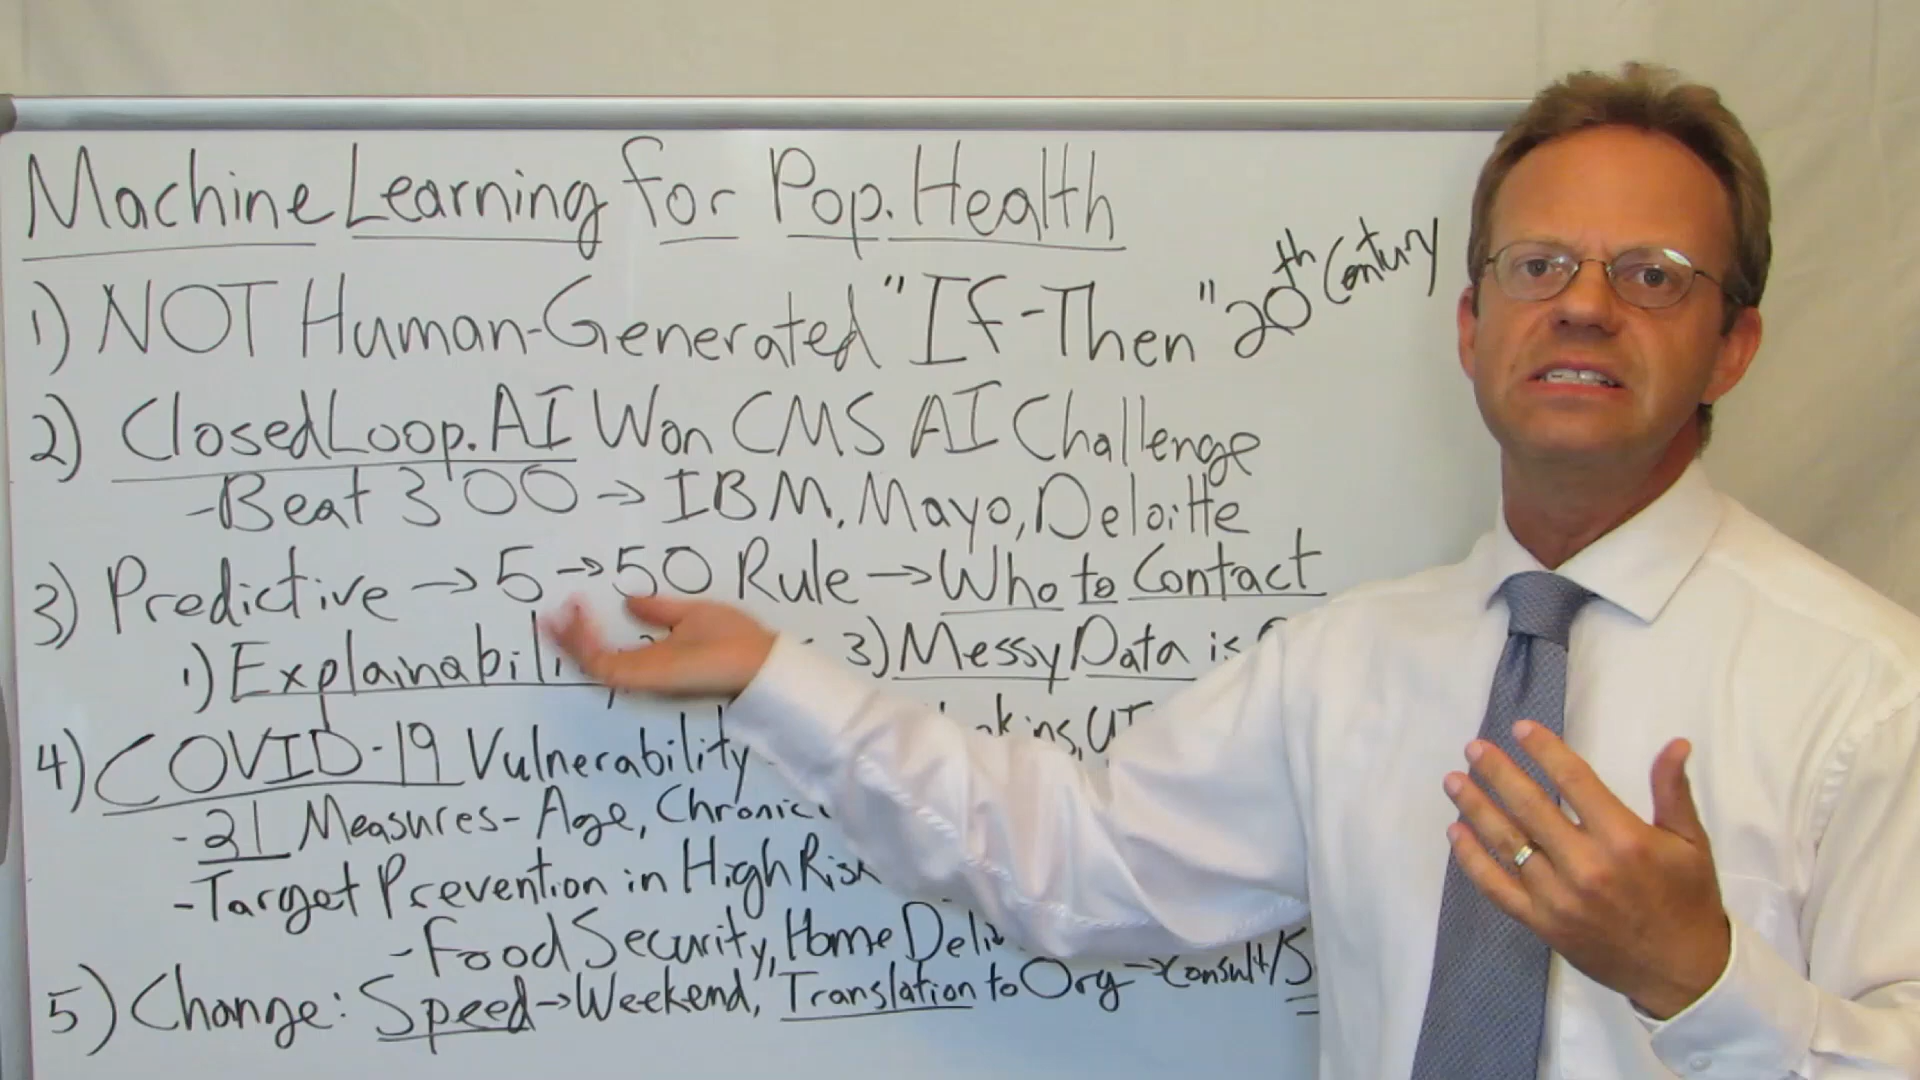 Machine Learning for Pop. Health
1) NOT Human-Generated "If-Then" 20th Century
2) ClosedLoop.AI Won CMS AI Challenge
-Beat 300 → IBM, Mayo, Deloitte
3) Predictive → 5 → 50 Rule → Who to Contact
1) Explainabili 3) Messy Data is
4) COVID-19 Vulnerability
- 21 Measures - Age, Chronic
-Target Prevention in High Risk
-Food Security, Home Deliv
5) Change: Speed → Weekend, Translation to Org → Consult/S